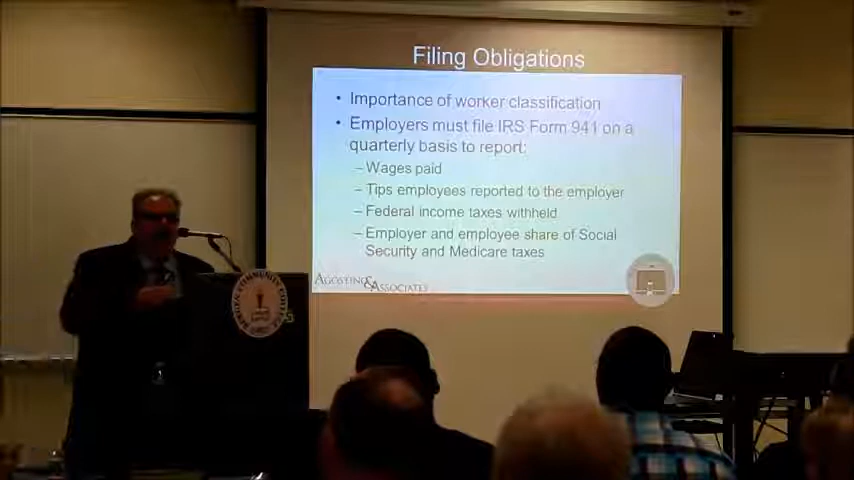 Filing Obligations
• Importance of worker classification
• Employers must file IRS Form 941 on a
quarterly basis to report:
– Wages paid
– Tips employees reported to the employer
– Federal income taxes withheld
– Employer and employee share of Social
Security and Medicare taxes
AGOSTINO & ASSOCIATES
COMMUNITY COLLEGE